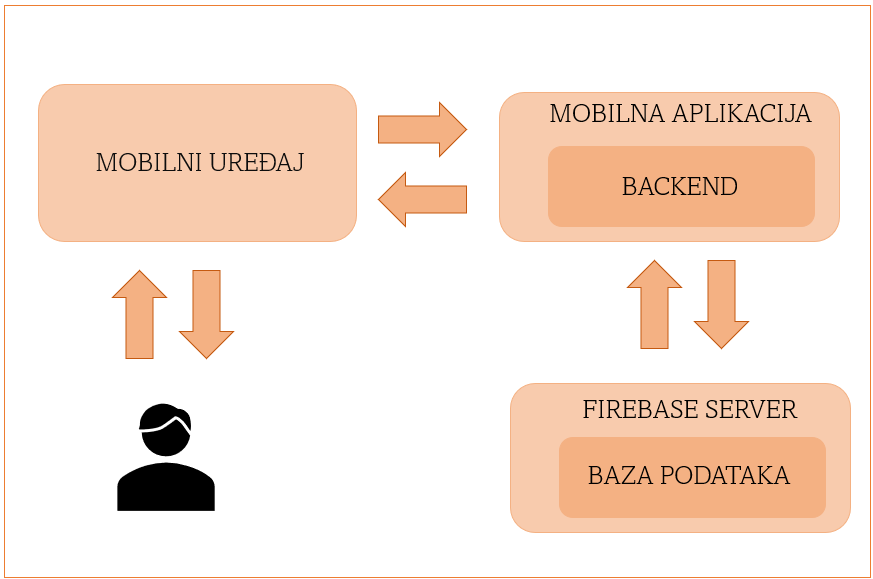 MOBILNI UREĐAJ
MOBILNA APLIKACIJA
BACKEND
FIREBASE SERVER
BAZA PODATAKA